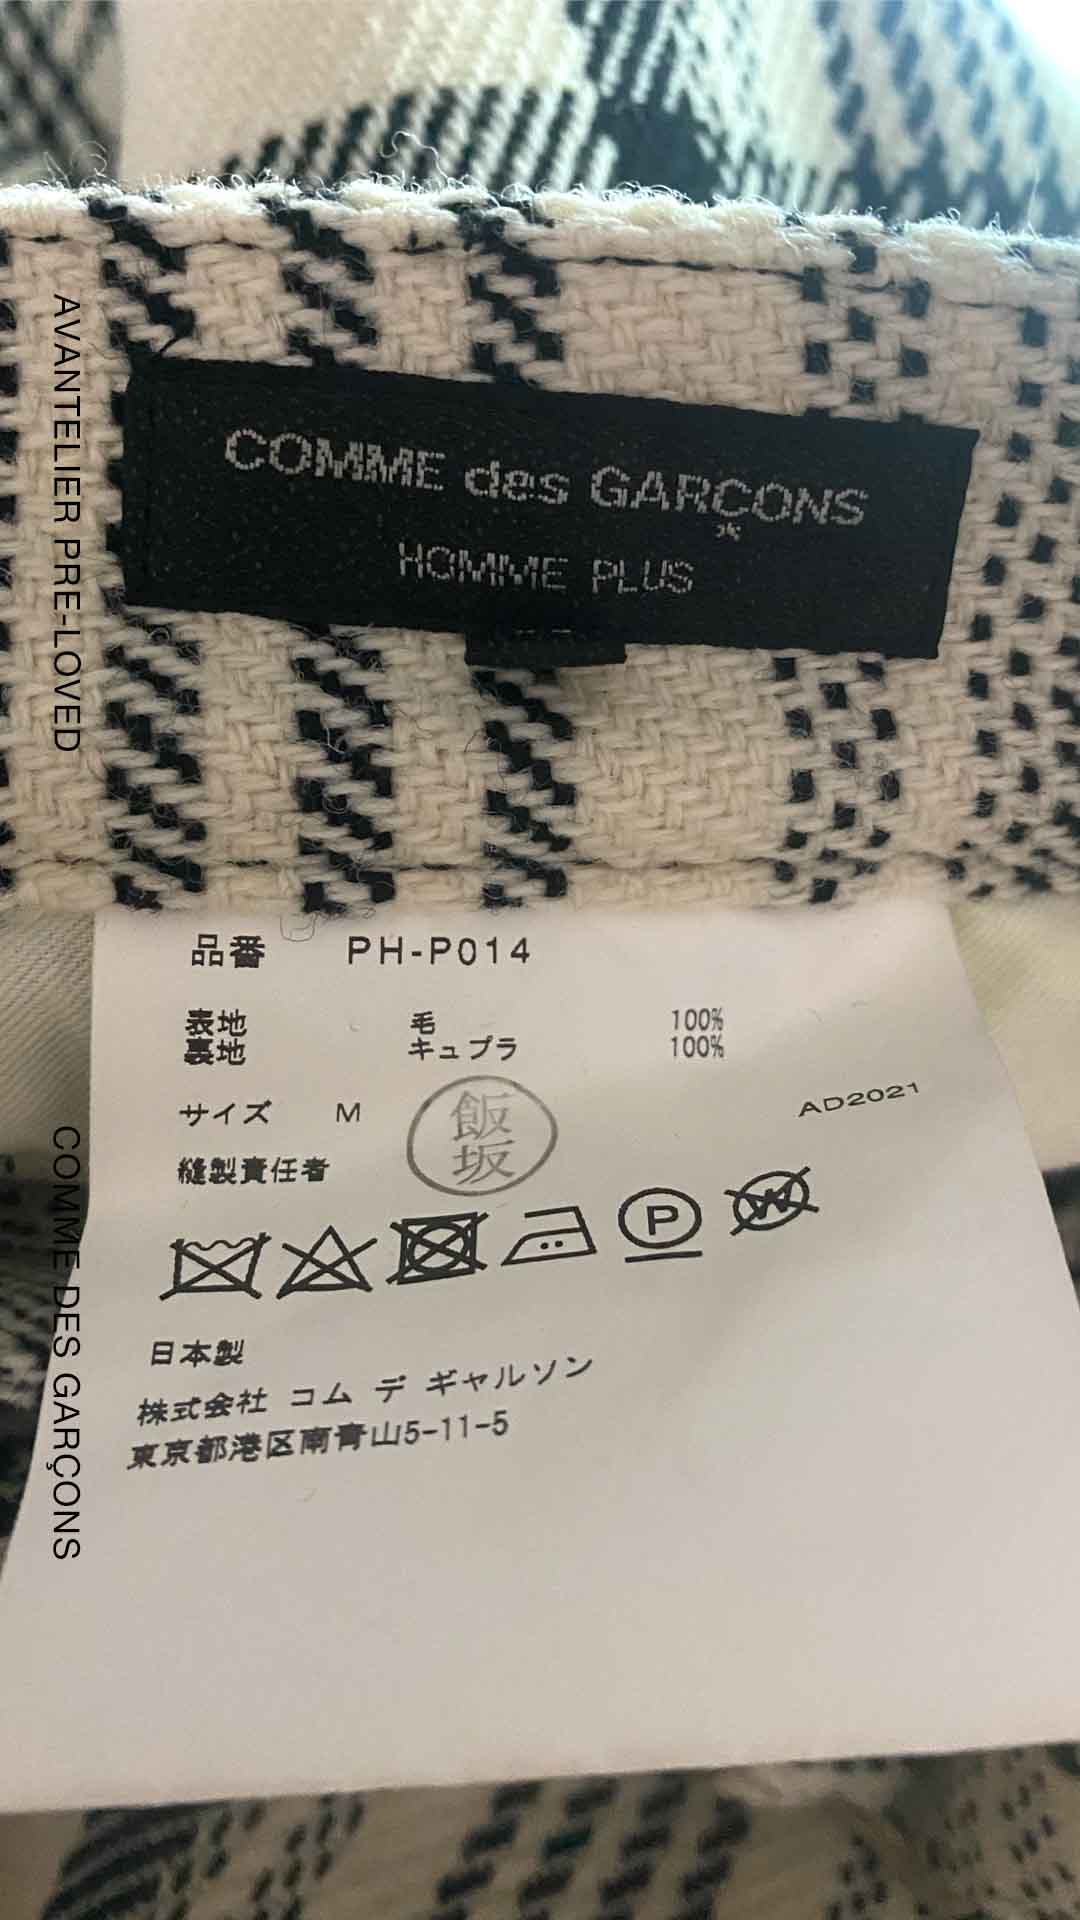 AVANTELIER PRE-LOVED
COMME DES GARÇONS
COMME des GARÇONS
HOMME PLUS
品番 PH-P014
表地 毛 100%
裏地 キュプラ 100%
サイズ M
AD2021
縫製責任者 飯坂
P
W
日本製
株式会社 コム デ ギャルソン
東京都港区南青山5-11-5